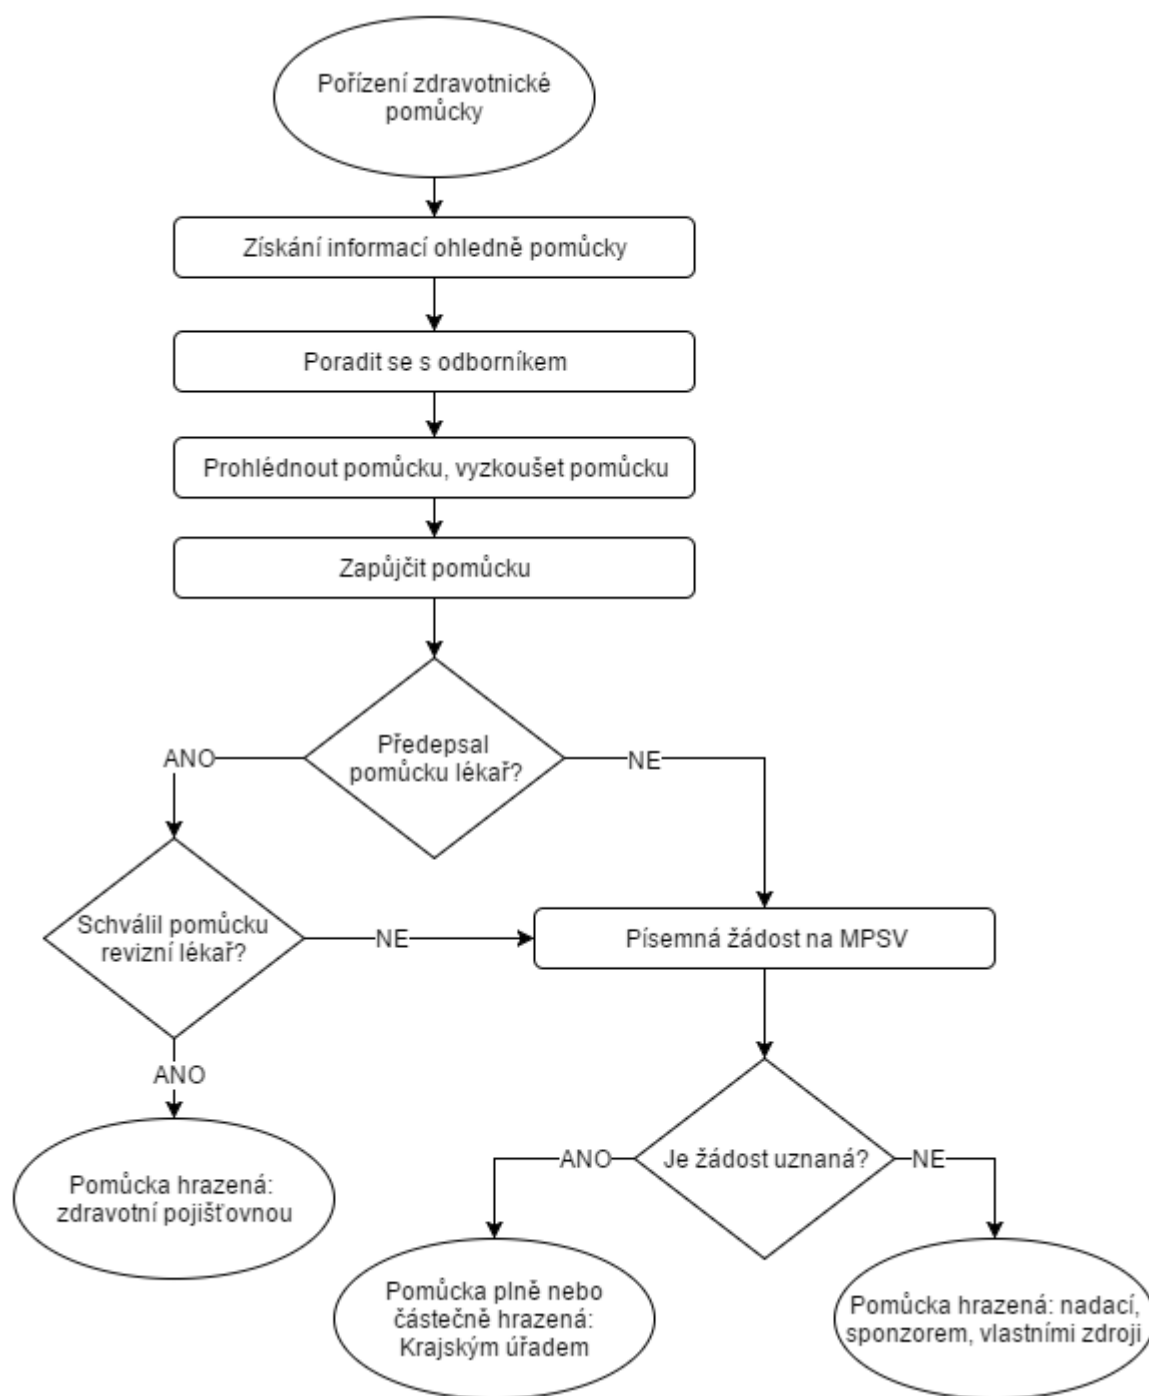 Pořízení zdravotnické
pomůcky
Získání informací ohledně pomůcky
Poradit se s odborníkem
Prohlédnout pomůcku, vyzkoušet pomůcku
Zapůjčit pomůcku
Předepsal
pomůcku lékař?
ANO
NE
Schválil pomůcku
revizní lékař?
NE
Písemná žádost na MPSV
ANO
Pomůcka hrazená:
zdravotní pojišťovnou
Je žádost uznaná?
ANO
NE
Pomůcka plně nebo
částečně hrazená:
Krajským úřadem
Pomůcka hrazená: nadací,
sponzorem, vlastními zdroji